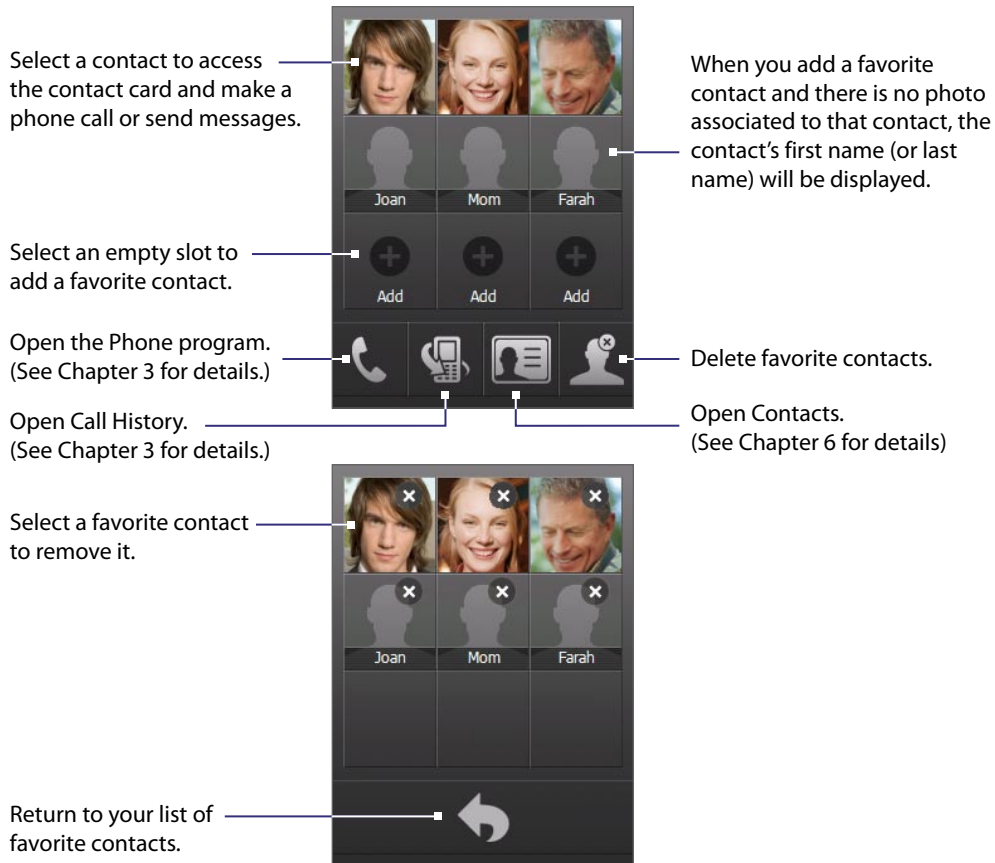 Select a contact to access
the contact card and make a
phone call or send messages.
When you add a favorite
contact and there is no photo
associated to that contact, the
contact’s first name (or last
name) will be displayed.
Joan
Mom
Farah
Select an empty slot to
add a favorite contact.
Add
Add
Add
Open the Phone program.
(See Chapter 3 for details.)
Delete favorite contacts.
Open Call History.
(See Chapter 3 for details.)
Open Contacts.
(See Chapter 6 for details)
Select a favorite contact
to remove it.
Joan
Mom
Farah
Return to your list of
favorite contacts.